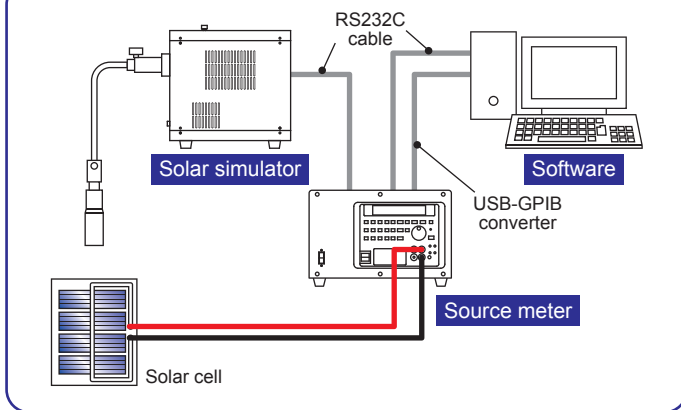 RS232C
cable
Solar simulator
Software
USB-GPIB
converter
Source meter
Solar cell